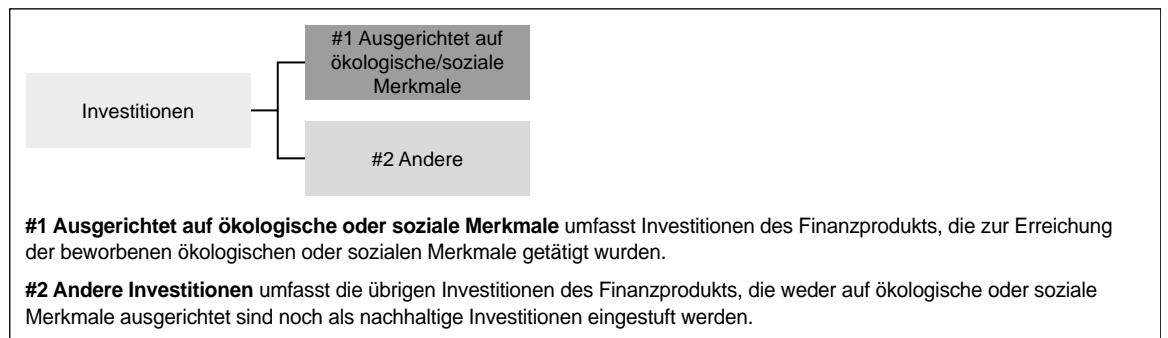 #1 Ausgerichtet auf
ökologische/soziale
Merkmale
Investitionen
#2 Andere
#1 Ausgerichtet auf ökologische oder soziale Merkmale umfasst Investitionen des Finanzprodukts, die zur Erreichung
der beworbenen ökologischen oder sozialen Merkmale getätigt wurden.
#2 Andere Investitionen umfasst die übrigen Investitionen des Finanzprodukts, die weder auf ökologische oder soziale
Merkmale ausgerichtet sind noch als nachhaltige Investitionen eingestuft werden.